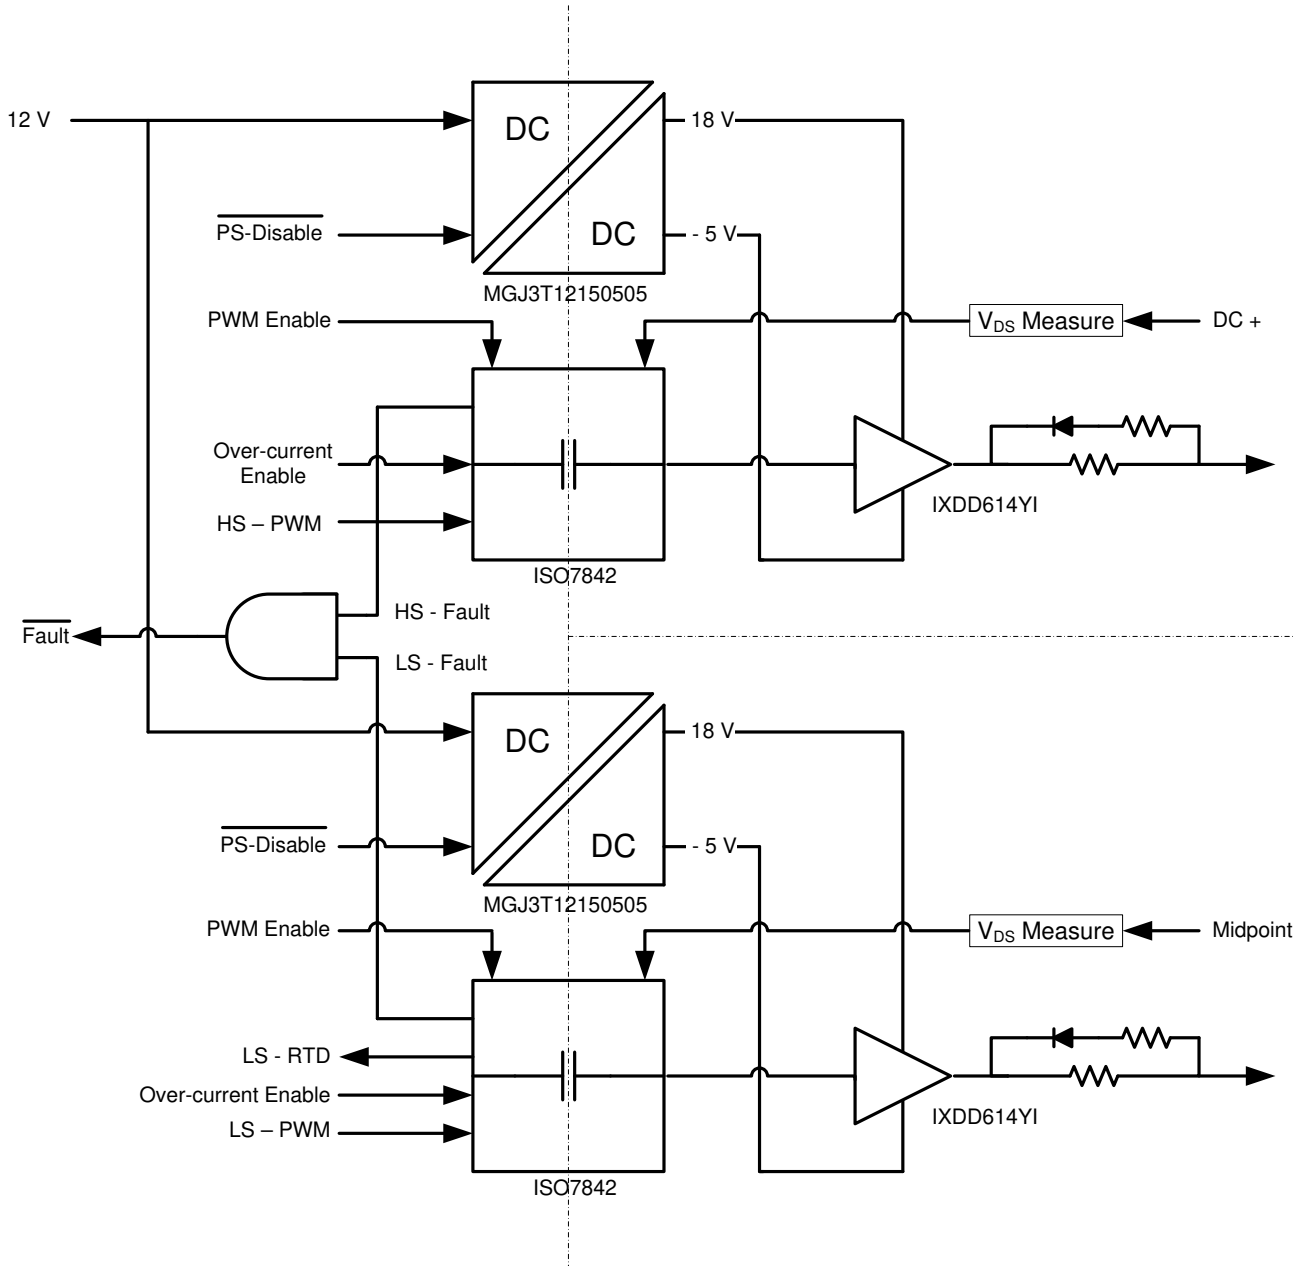 12 V
DC
18 V
PS-Disable
DC
- 5 V
MGJ3T12150505
PWM Enable
VDS Measure
DC +
Over-current
Enable
HS – PWM
IXDD614YI
ISO7842
HS - Fault
Fault
LS - Fault
DC
18 V
PS-Disable
DC
- 5 V
MGJ3T12150505
PWM Enable
VDS Measure
Midpoint
LS - RTD
Over-current Enable
LS – PWM
IXDD614YI
ISO7842